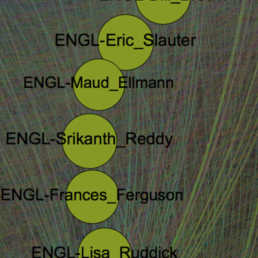 ENGL-Eric_Slauter
ENGL-Maud_Ellmann
ENGL-Srikanth_Reddy
ENGL-Frances_Ferguson
ENGL-Lisa_Ruddick